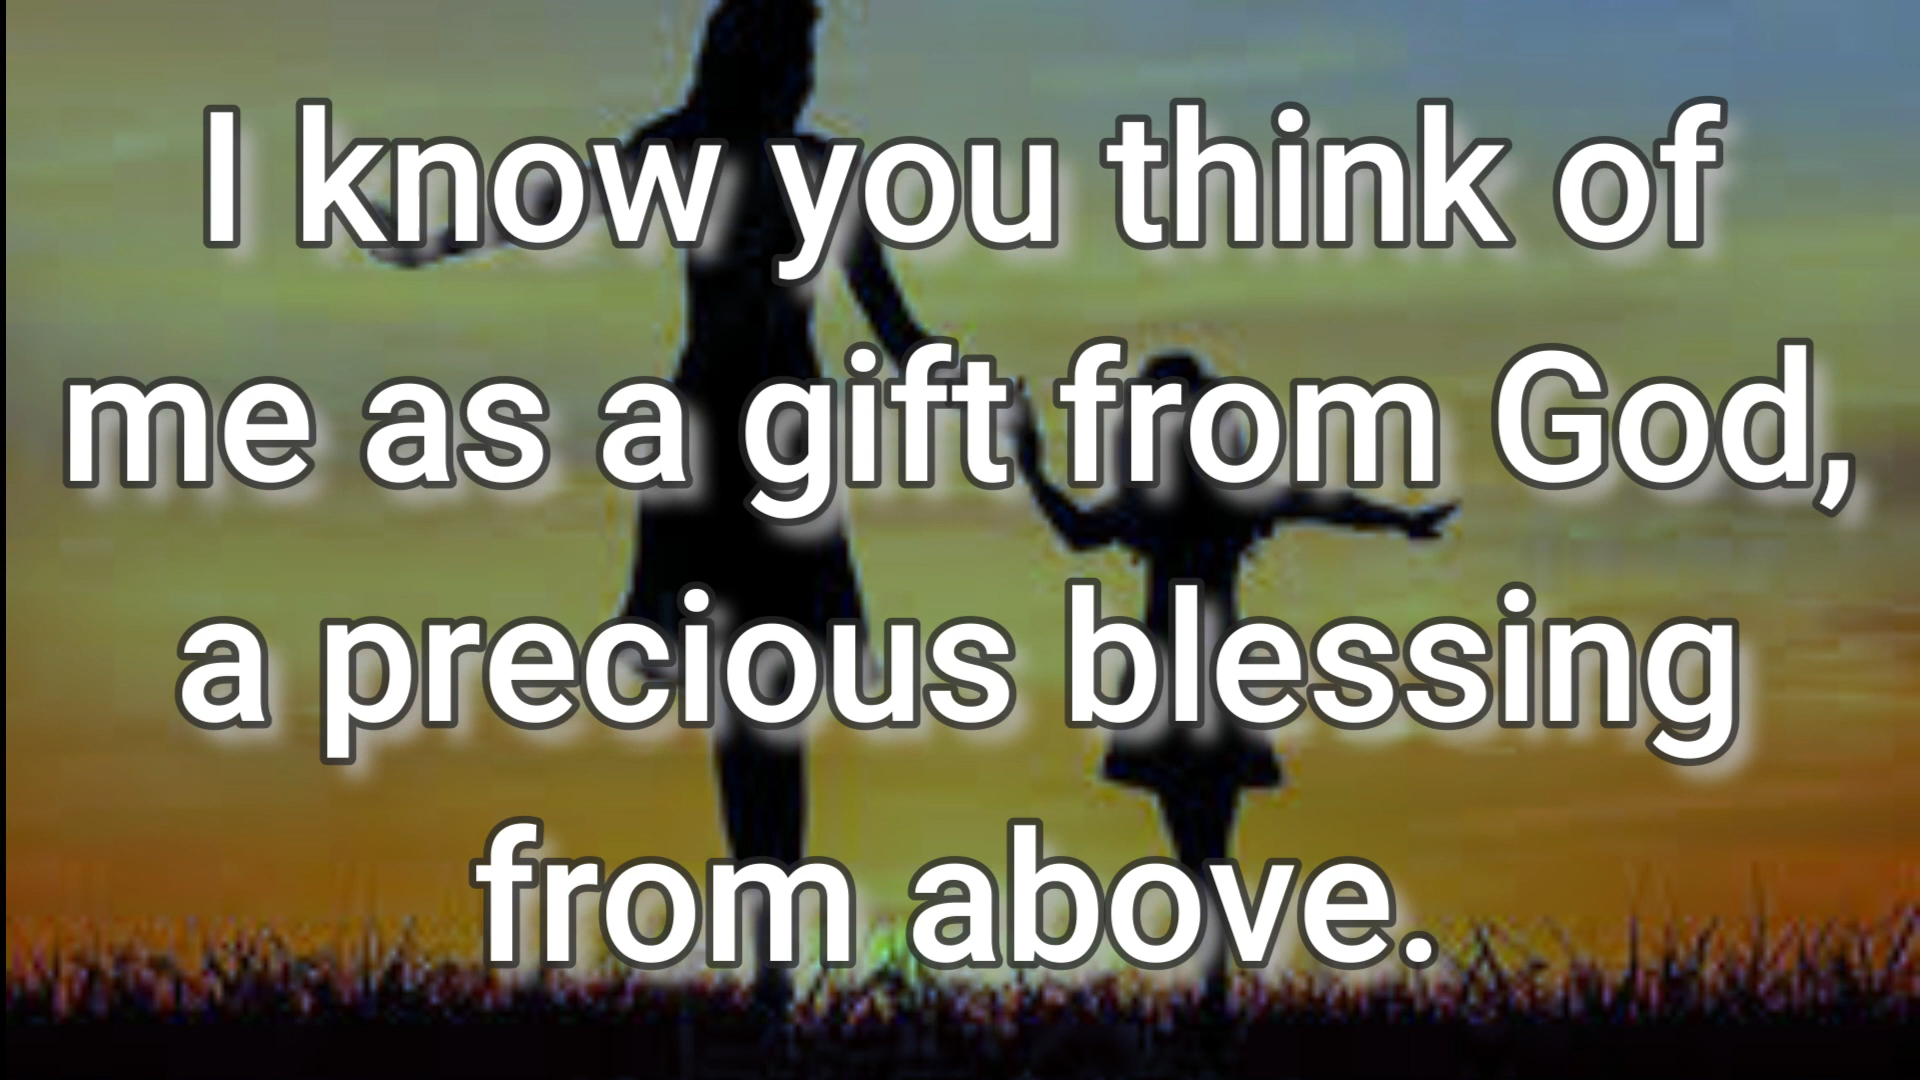 I know you think of
me as a gift from God,
a precious blessing
from above.